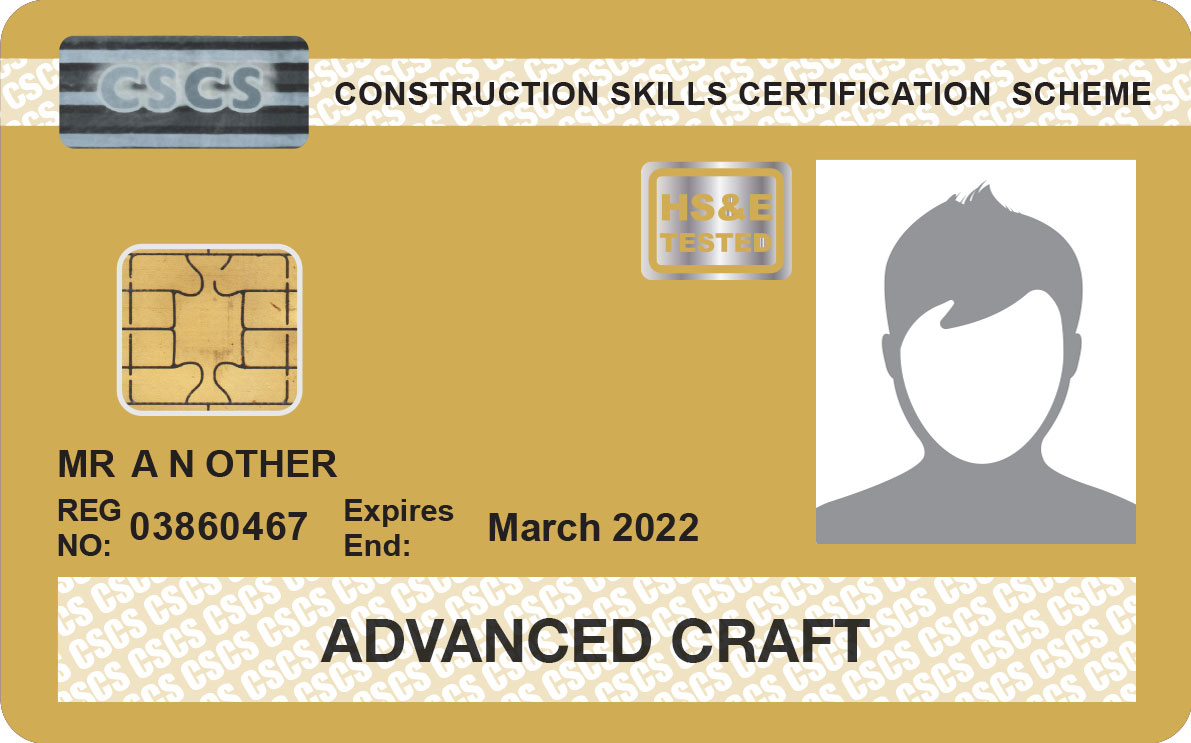 CSCS
CONSTRUCTION SKILLS CERTIFICATION SCHEME
HS&E
TESTED
MR A N OTHER
REG NO: 03860467 Expires End: March 2022
ADVANCED CRAFT